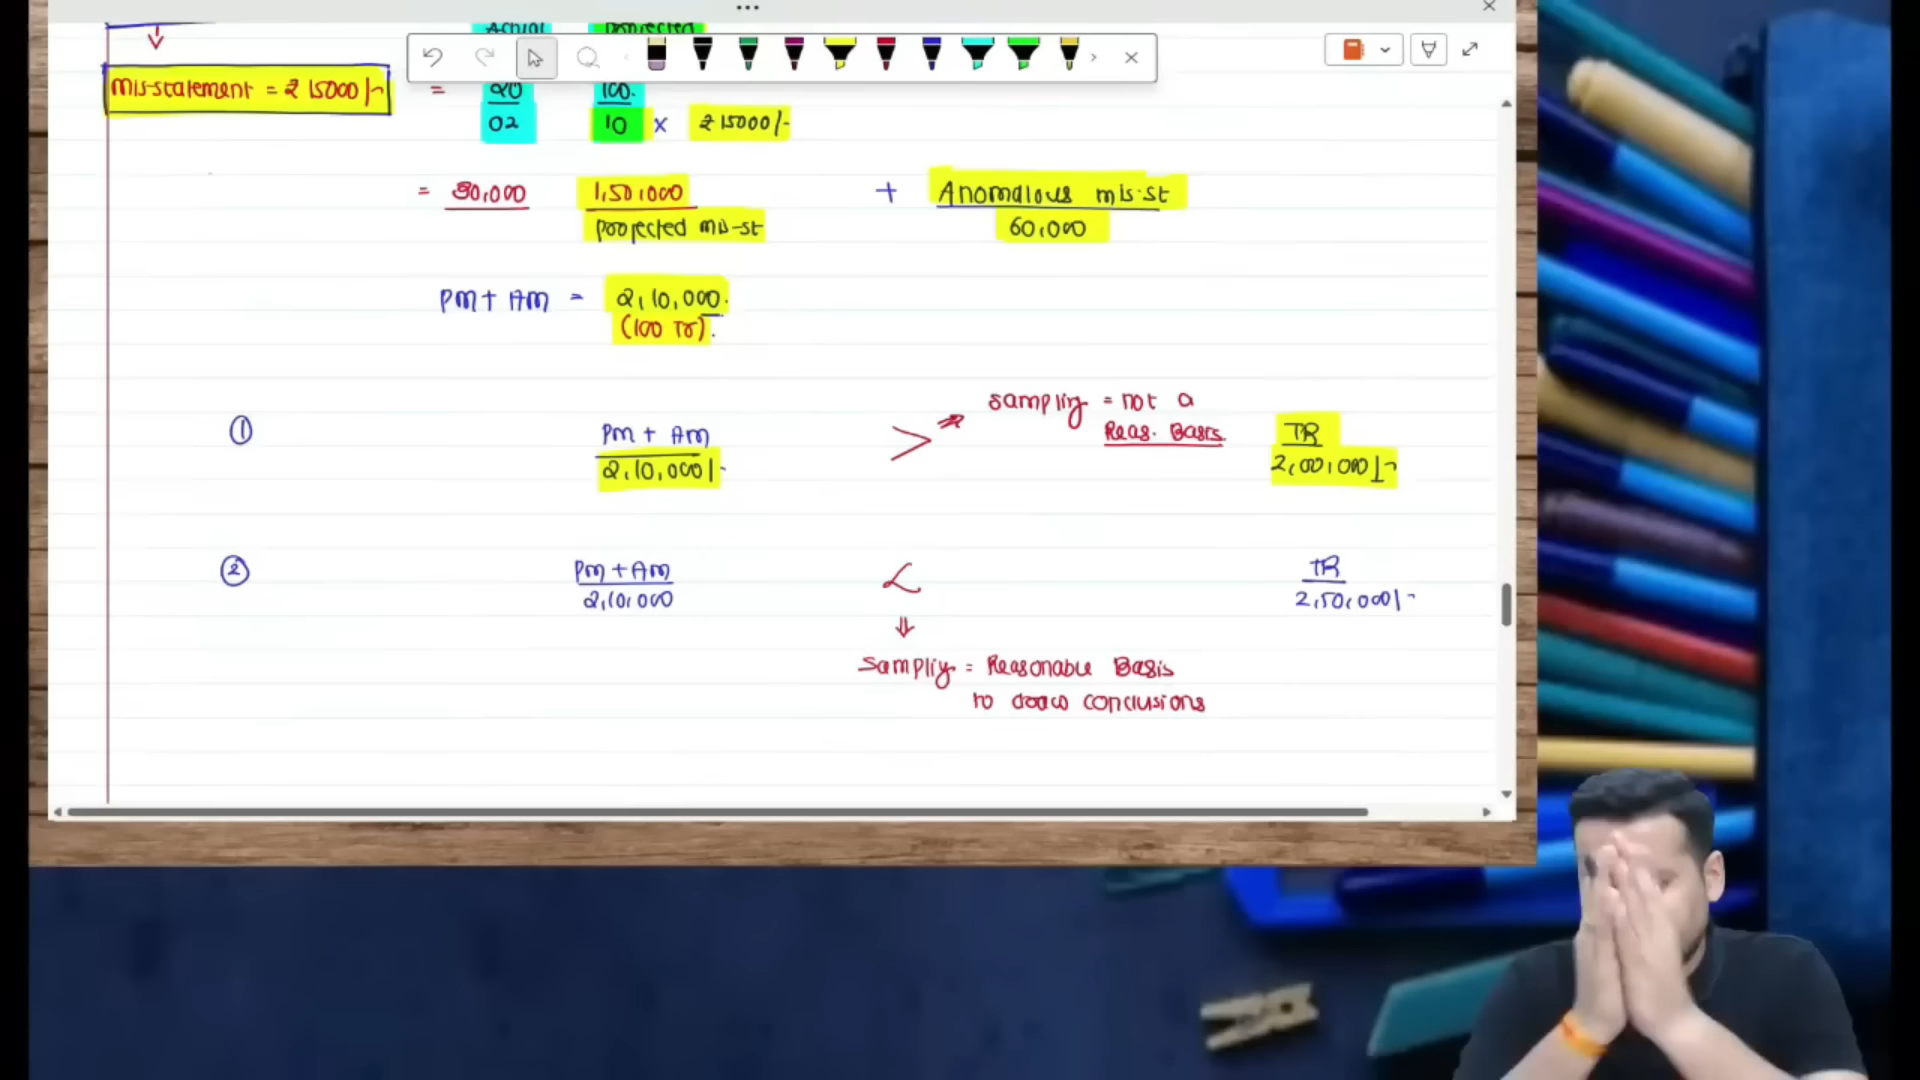 Actual projected
Mis-statement = ₹ 15000/- = 20 100
02 10 x ₹ 15000/-
= 30,000 1,50,000 + Anomalous mis-st
projected mis-st 60,000
PM + AM = 2,10,000.
(100 Tr).
① PM + AM > sampling = not a TR
2,10,000/- Reas. Basis. 2,00,000/-
② PM + AM < TR
2,10,000 2,50,000/-
Sampling = Reasonable Basis
to draw conclusions